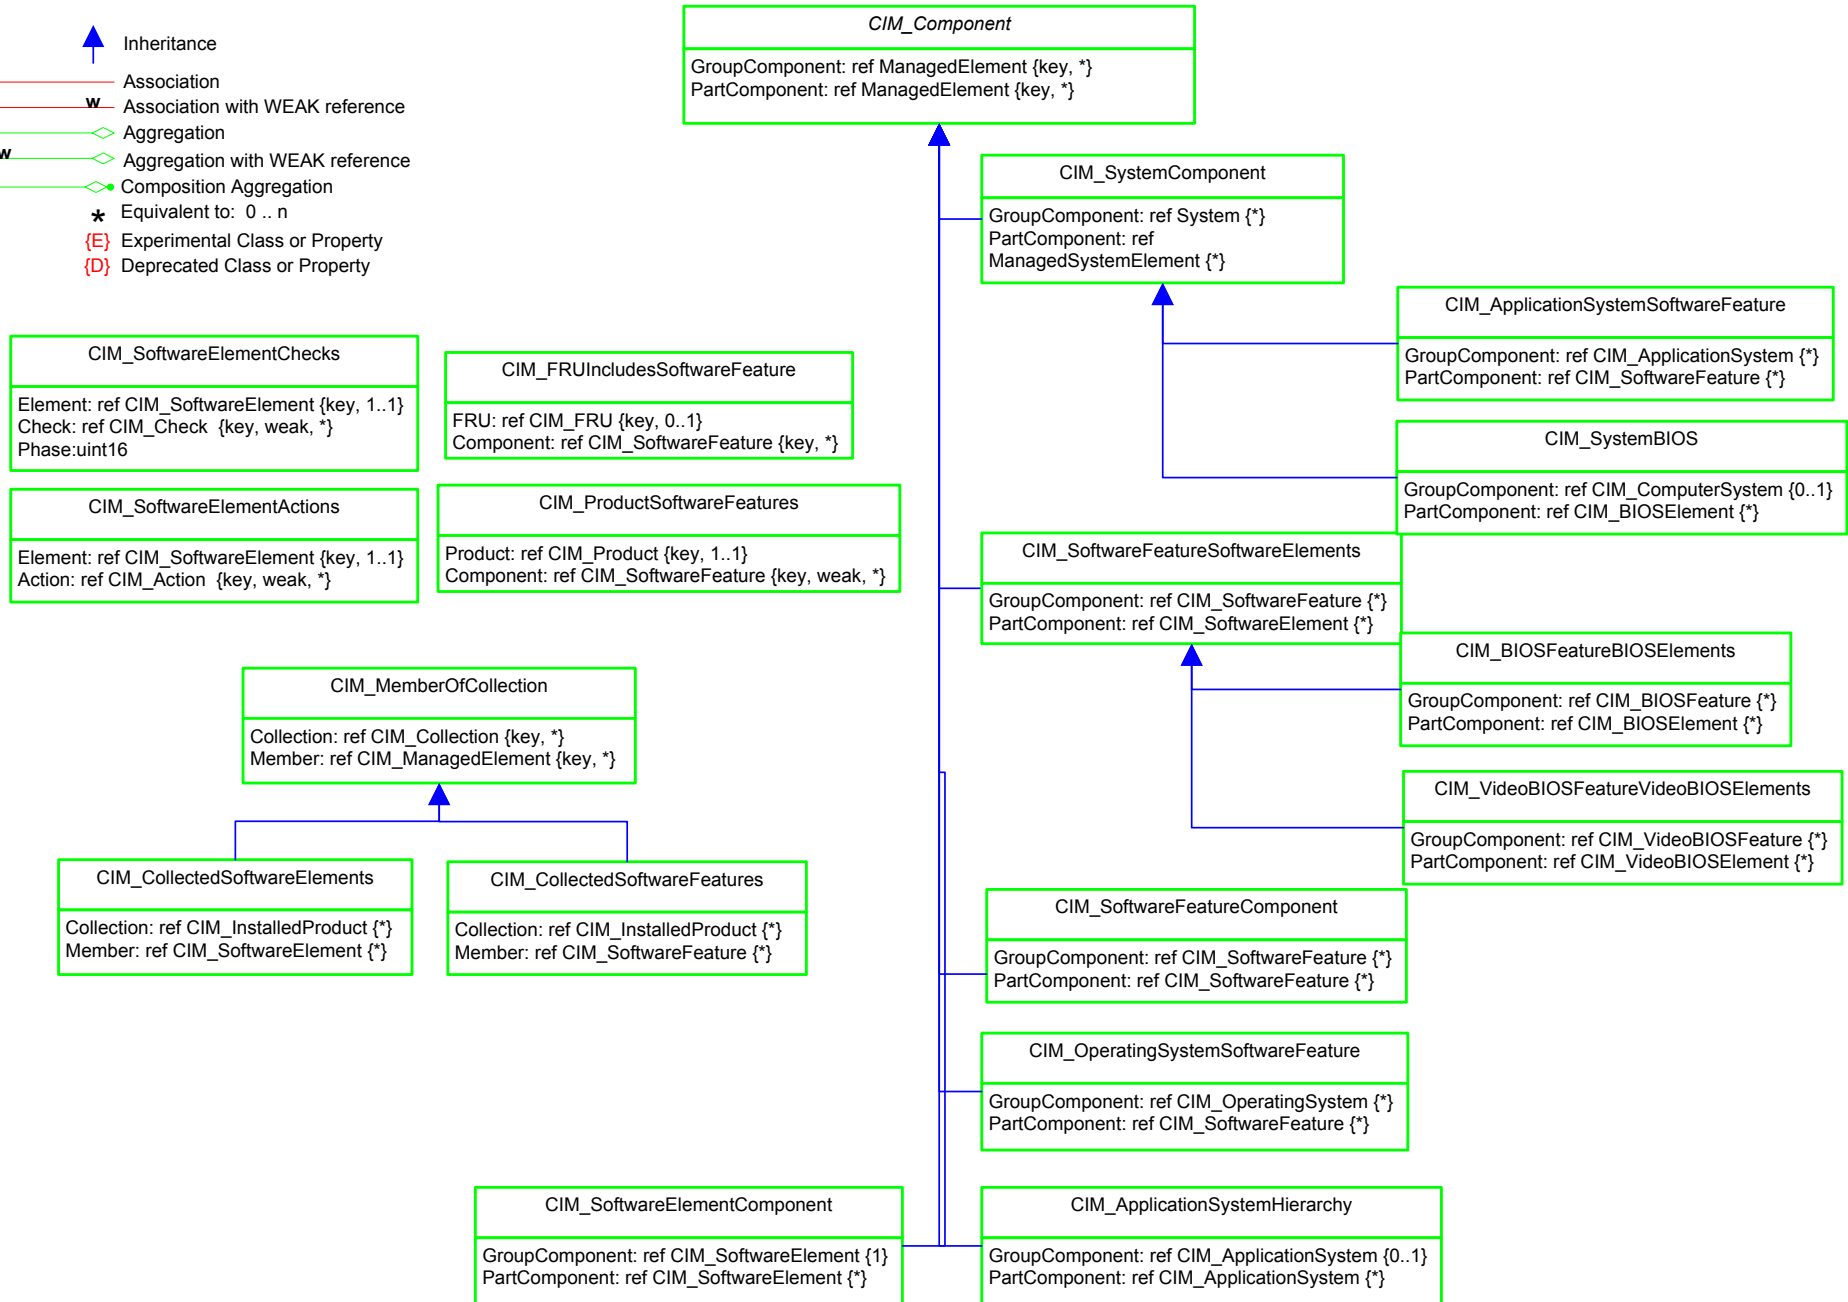 Inheritance
Association
w Association with WEAK reference
Aggregation
w Aggregation with WEAK reference
Composition Aggregation
* Equivalent to: 0 .. n
{E} Experimental Class or Property
{D} Deprecated Class or Property
CIM_Component
GroupComponent: ref ManagedElement {key, *}
PartComponent: ref ManagedElement {key, *}
CIM_SystemComponent
GroupComponent: ref System {*}
PartComponent: ref
ManagedSystemElement {*}
CIM_ApplicationSystemSoftwareFeature
GroupComponent: ref CIM_ApplicationSystem {*}
PartComponent: ref CIM_SoftwareFeature {*}
CIM_SoftwareElementChecks
Element: ref CIM_SoftwareElement {key, 1..1}
Check: ref CIM_Check {key, weak, *}
Phase:uint16
CIM_FRUIncludesSoftwareFeature
FRU: ref CIM_FRU {key, 0..1}
Component: ref CIM_SoftwareFeature {key, *}
CIM_SystemBIOS
GroupComponent: ref CIM_ComputerSystem {0..1}
PartComponent: ref CIM_BIOSElement {*}
CIM_SoftwareElementActions
Element: ref CIM_SoftwareElement {key, 1..1}
Action: ref CIM_Action {key, weak, *}
CIM_ProductSoftwareFeatures
Product: ref CIM_Product {key, 1..1}
Component: ref CIM_SoftwareFeature {key, weak, *}
CIM_SoftwareFeatureSoftwareElements
GroupComponent: ref CIM_SoftwareFeature {*}
PartComponent: ref CIM_SoftwareElement {*}
CIM_BIOSFeatureBIOSElements
GroupComponent: ref CIM_BIOSFeature {*}
PartComponent: ref CIM_BIOSElement {*}
CIM_MemberOfCollection
Collection: ref CIM_Collection {key, *}
Member: ref CIM_ManagedElement {key, *}
CIM_VideoBIOSFeatureVideoBIOSElements
GroupComponent: ref CIM_VideoBIOSFeature {*}
PartComponent: ref CIM_VideoBIOSElement {*}
CIM_CollectedSoftwareElements
Collection: ref CIM_InstalledProduct {*}
Member: ref CIM_SoftwareElement {*}
CIM_CollectedSoftwareFeatures
Collection: ref CIM_InstalledProduct {*}
Member: ref CIM_SoftwareFeature {*}
CIM_SoftwareFeatureComponent
GroupComponent: ref CIM_SoftwareFeature {*}
PartComponent: ref CIM_SoftwareFeature {*}
CIM_OperatingSystemSoftwareFeature
GroupComponent: ref CIM_OperatingSystem {*}
PartComponent: ref CIM_SoftwareFeature {*}
CIM_SoftwareElementComponent
GroupComponent: ref CIM_SoftwareElement {1}
PartComponent: ref CIM_SoftwareElement {*}
CIM_ApplicationSystemHierarchy
GroupComponent: ref CIM_ApplicationSystem {0..1}
PartComponent: ref CIM_ApplicationSystem {*}